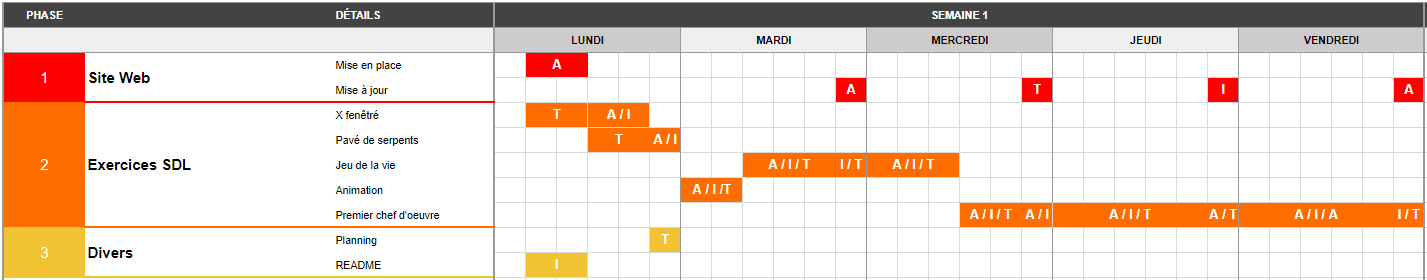 PHASE DÉTAILS SEMAINE 1
LUNDI MARDI MERCREDI JEUDI VENDREDI
1 Site Web
Mise en place A
Mise à jour A T I A
2 Exercices SDL
X fenêtré T A / I
Pavé de serpents T A / I
Jeu de la vie A / I / T I / T A / I / T
Animation A / I /T
Premier chef d'oeuvre A / I / T A / I A / I / T A / T A / I / A I / T
3 Divers
Planning T
README I